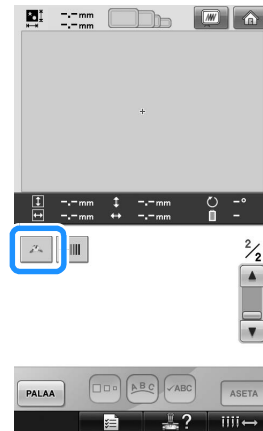 -.- mm
-.- mm
-.- mm -.- mm -°
-.- mm -.- mm -
2/2
PALAA ABC ABC ASETA
?